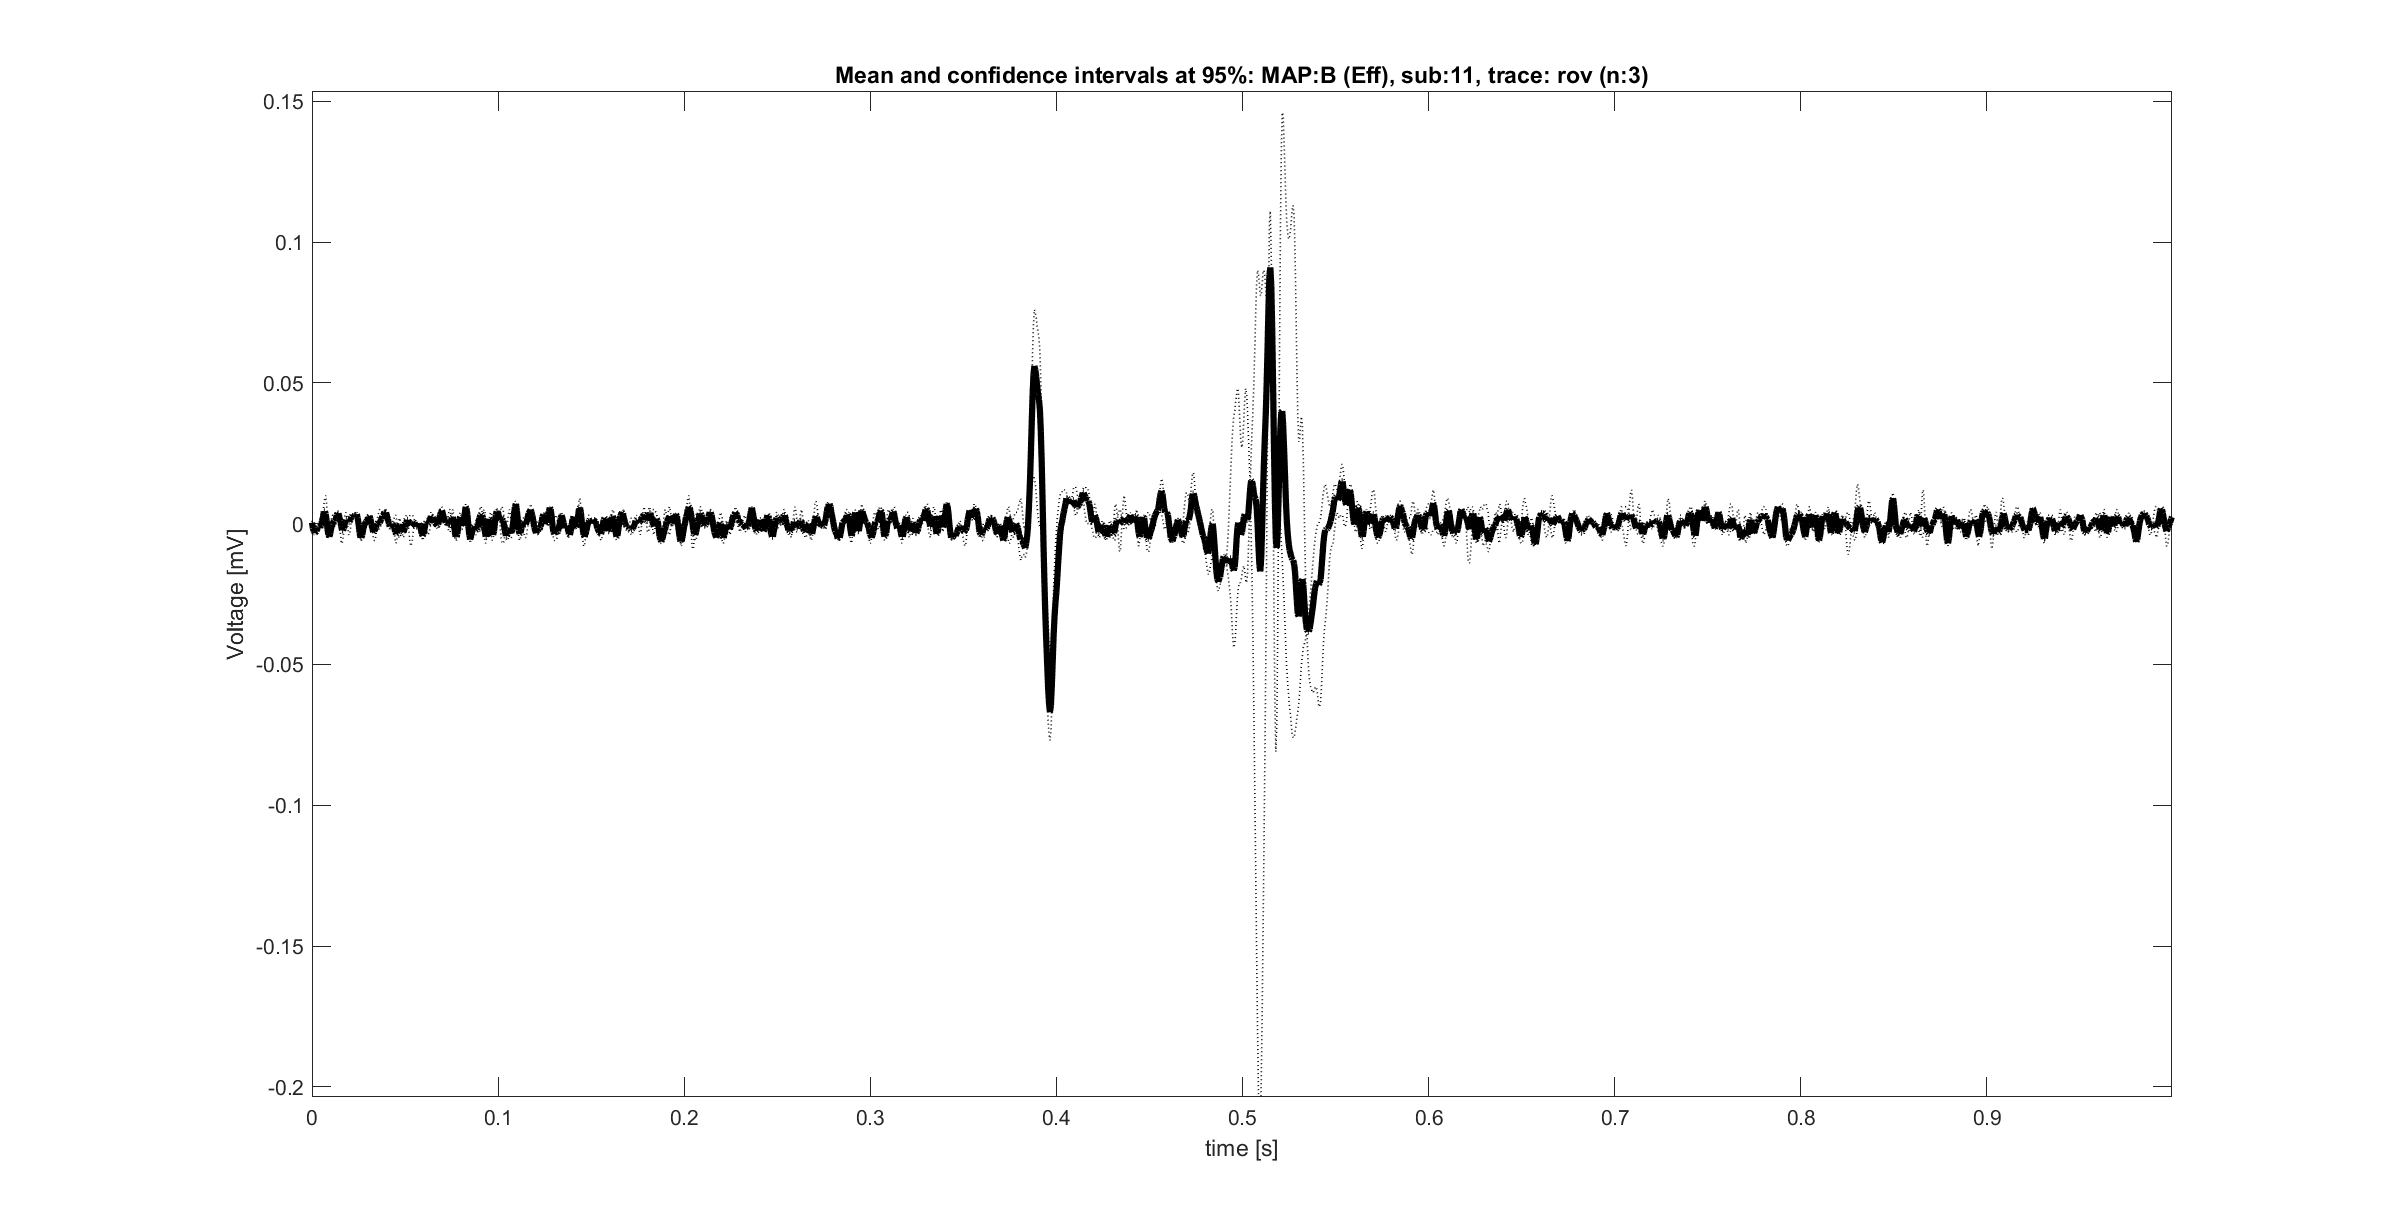 Mean and confidence intervals at 95%: MAP:B (Eff), sub:11, trace: rov (n:3)
0.15
0.1
0.05
0
-0.05
-0.1
-0.15
-0.2
Voltage [mV]
0 0.1 0.2 0.3 0.4 0.5 0.6 0.7 0.8 0.9
time [s]